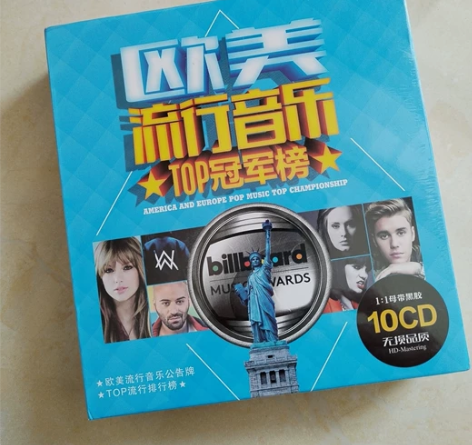 欧美
流行音乐
★TOP冠军榜★
AMERICA AND EUROPE POP MUSIC TOP CHAMPIONSHIP
billboard
MUSIC AWARDS
1:1母带黑胶
10CD
无损品质
HD-Mastering
★欧美流行音乐公告牌
★TOP流行排行榜★